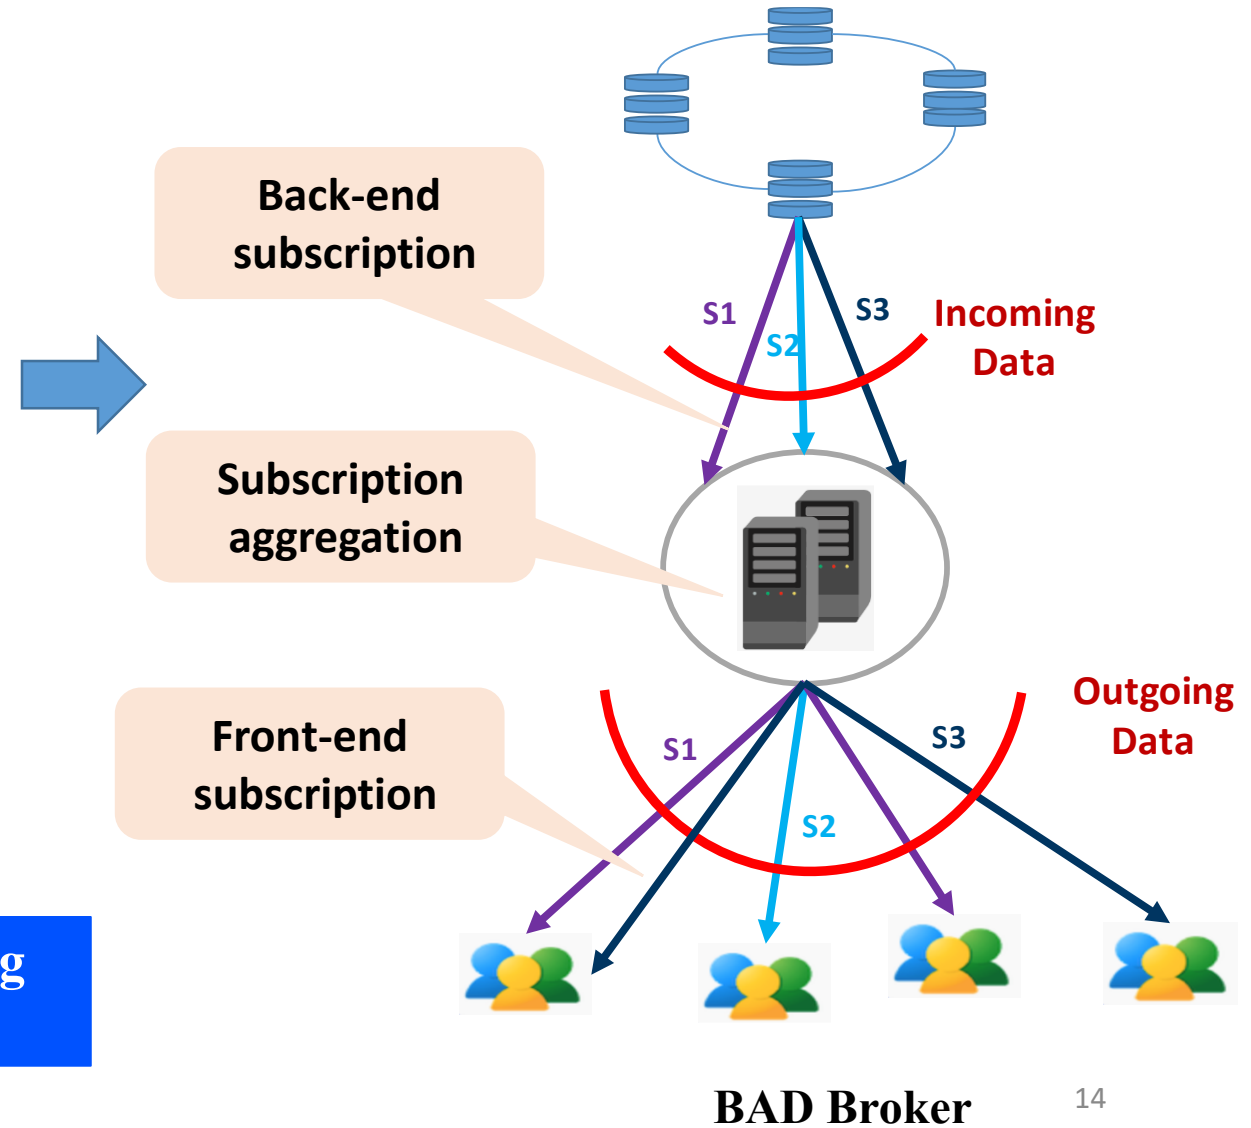 Back-end
subscription
S1
S2
S3
Incoming
Data
Subscription
aggregation
Front-end
subscription
S1
S2
S3
Outgoing
Data
g
BAD Broker
14